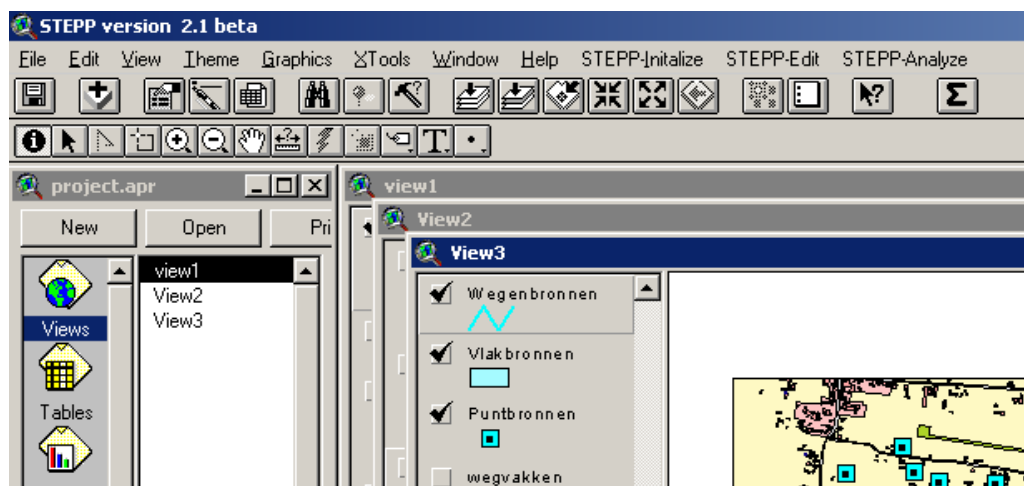 STEPP version 2.1 beta
File Edit View Theme Graphics XTools Window Help STEPP-Initalize STEPP-Edit STEPP-Analyze
project.apr
view1
View2
View3
New Open Pri
Views
Tables
view1
View2
View3
Wegenbronnen
Vlakbronnen
Puntbronnen
wegvakken